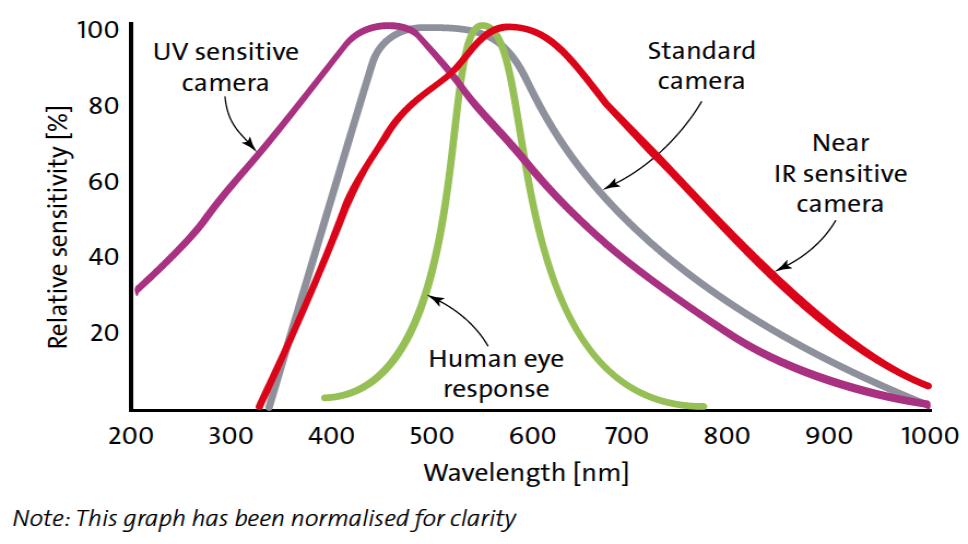 100
80
60
40
20
Relative sensitivity [%]
UV sensitive
camera
Standard
camera
Near
IR sensitive
camera
Human eye
response
200 300 400 500 600 700 800 900 1000
Wavelength [nm]
Note: This graph has been normalised for clarity